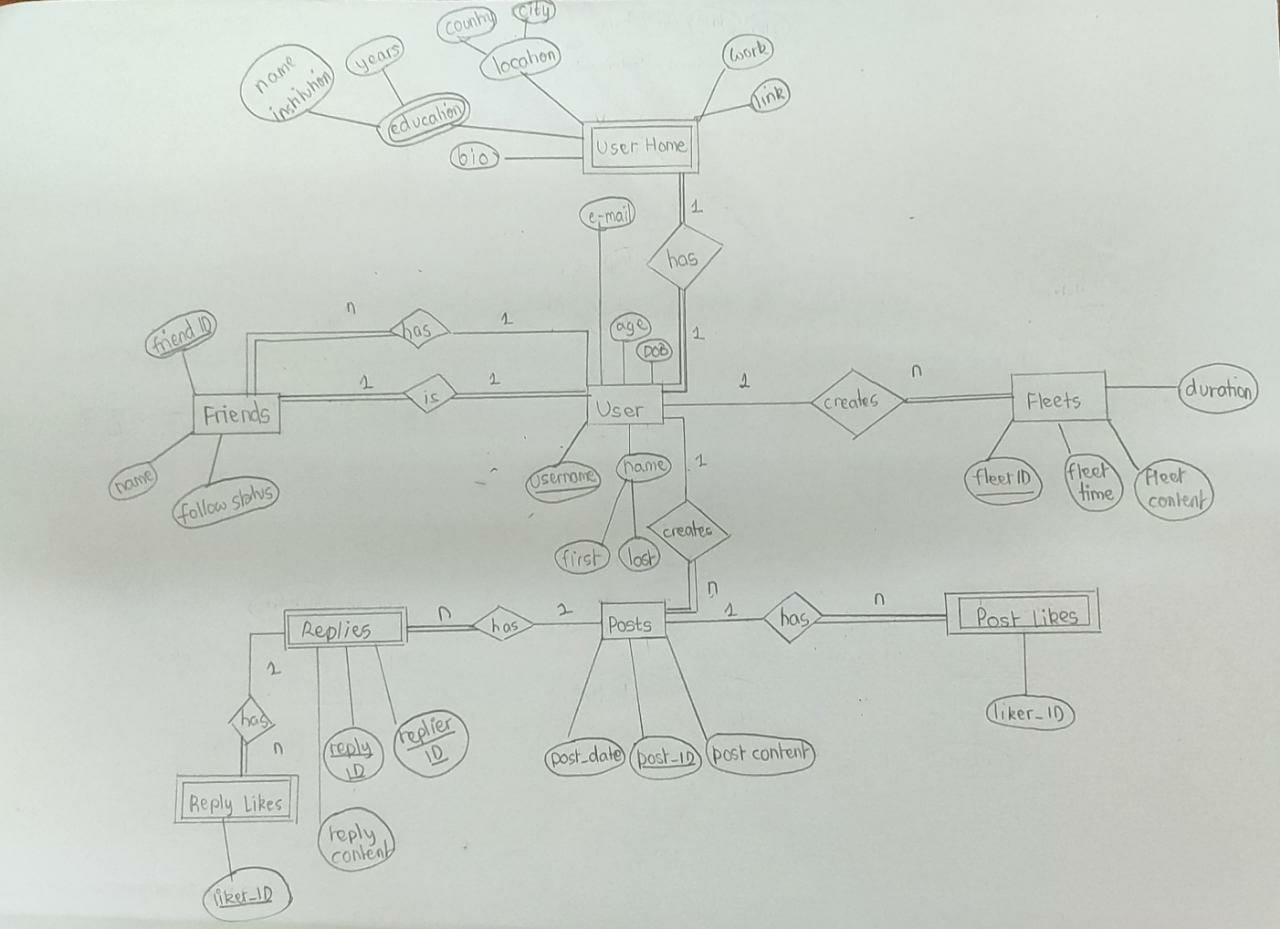 country
city
location
work
link
name
institution
years
education
bio
User Home
1
e-mail
has
1
friend ID
n
has
1
age
DOB
1
is
1
Friends
User
1
creates
n
Fleets
duration
name
follow status
username
name
first
last
1
creates
n
fleet ID
fleet
time
fleet
content
Replies
n
has
1
Posts
1
has
n
Post Likes
liker_ID
1
has
n
reply
ID
replier
ID
post_date
post_ID
post content
Reply Likes
reply
content
liker_ID